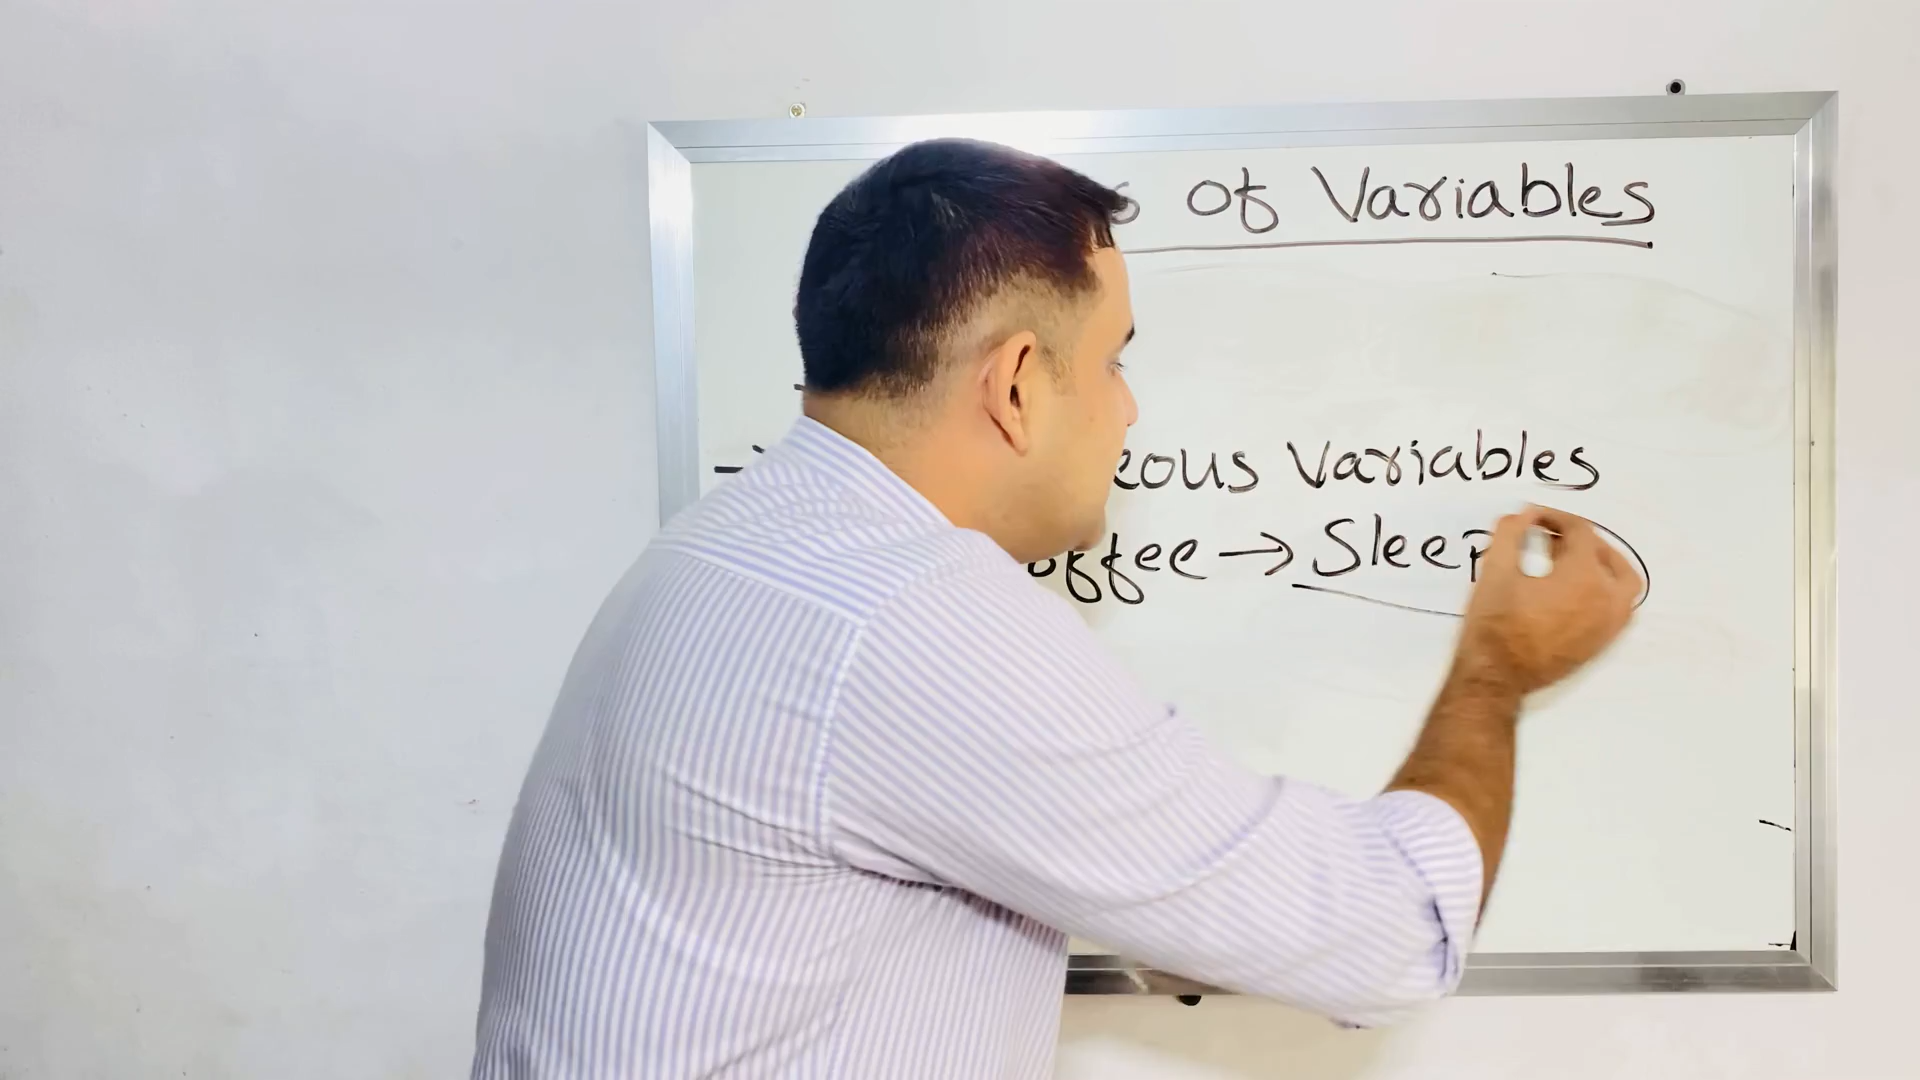 of Variables
eous Variables
offee → Sleep